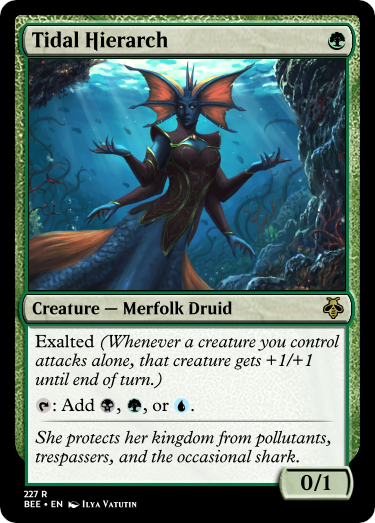 Tidal Hierarch
Creature — Merfolk Druid
Exalted (Whenever a creature you control
attacks alone, that creature gets +1/+1
until end of turn.)
: Add , , or .
She protects her kingdom from pollutants,
trespassers, and the occasional shark.
0/1
227 R
BEE • EN Ilya Vatutin